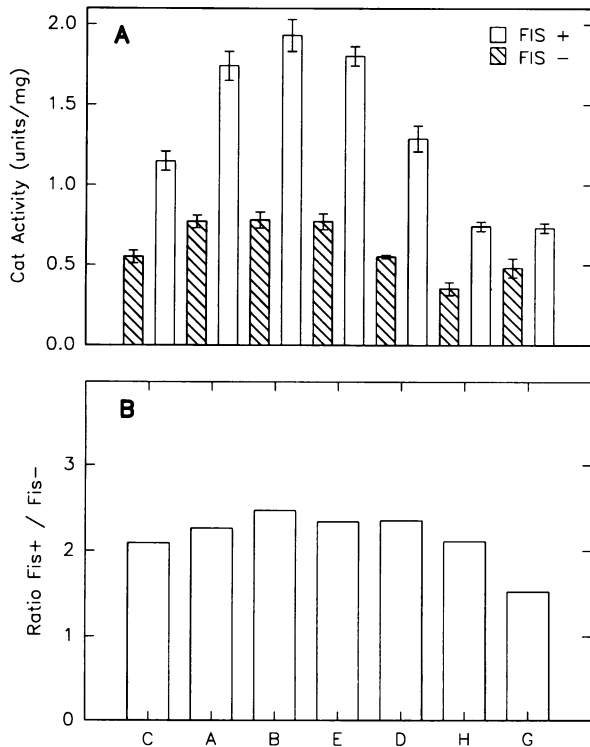 A
FIS +
FIS −
Cat Activity (units/mg)
2.0
1.5
1.0
0.5
0.0
B
Ratio Fis+ / Fis−
3
2
1
0
C A B E D H G